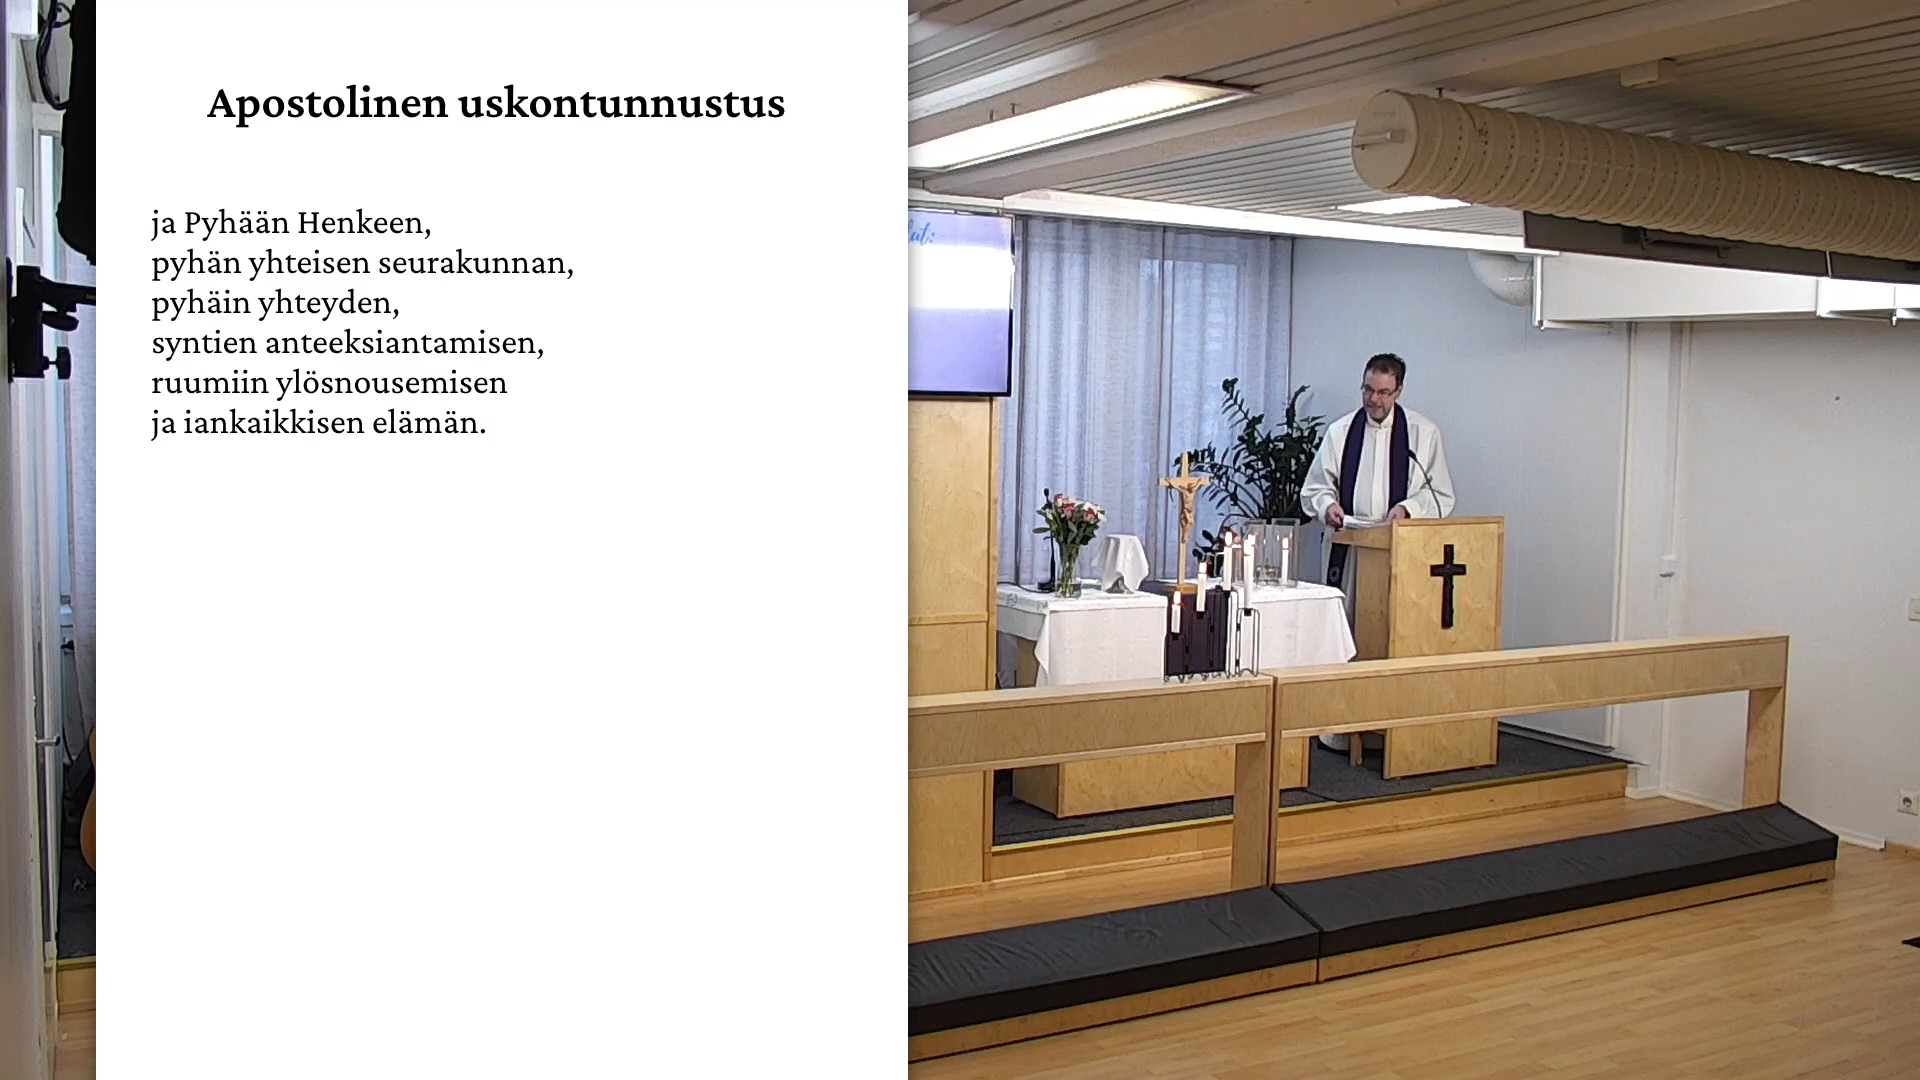 Apostolinen uskontunnustus
ja Pyhään Henkeen,
pyhän yhteisen seurakunnan,
pyhäin yhteyden,
syntien anteeksiantamisen,
ruumiin ylösnousemisen
ja iankaikkisen elämän.